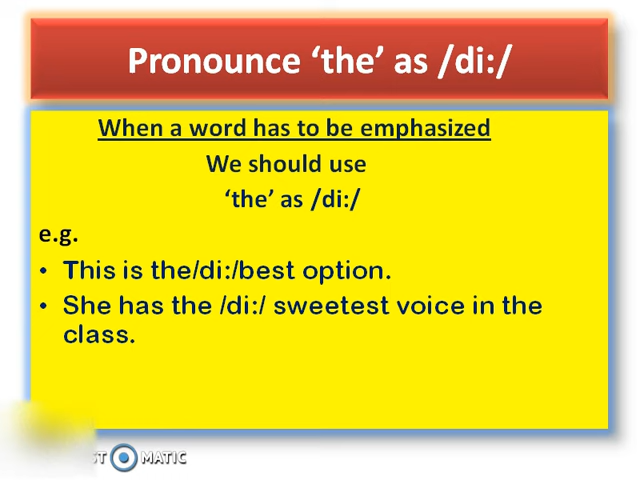 Pronounce ‘the’ as /di:/
When a word has to be emphasized
We should use
‘the’ as /di:/
e.g.
• This is the/di:/best option.
• She has the /di:/ sweetest voice in the
class.
ST MATIC